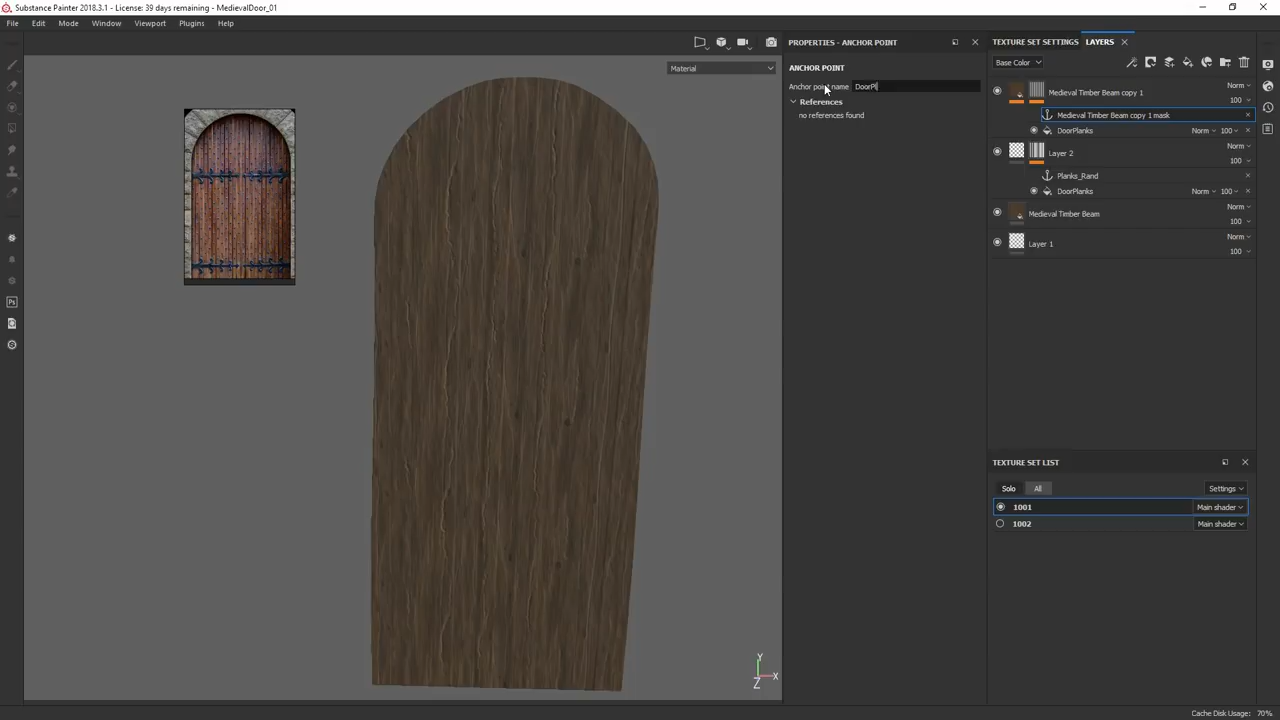 Substance Painter 2018.3.1 - License: 39 days remaining - MedievalDoor_01
File Edit Mode Window Viewport Plugins Help
PROPERTIES - ANCHOR POINT
TEXTURE SET SETTINGS LAYERS
Material
ANCHOR POINT
Base Color
Anchor point name DoorPl
References
no references found
Medieval Timber Beam copy 1 Norm
100
Medieval Timber Beam copy 1 mask
DoorPlanks Norm 100
Layer 2 Norm
100
Planks_Rand
DoorPlanks Norm 100
Medieval Timber Beam Norm
100
Layer 1 Norm
100
TEXTURE SET LIST
Solo All Settings
1001 Main shader
1002 Main shader
Ps
Y
X
Z
Cache Disk Usage: 70%